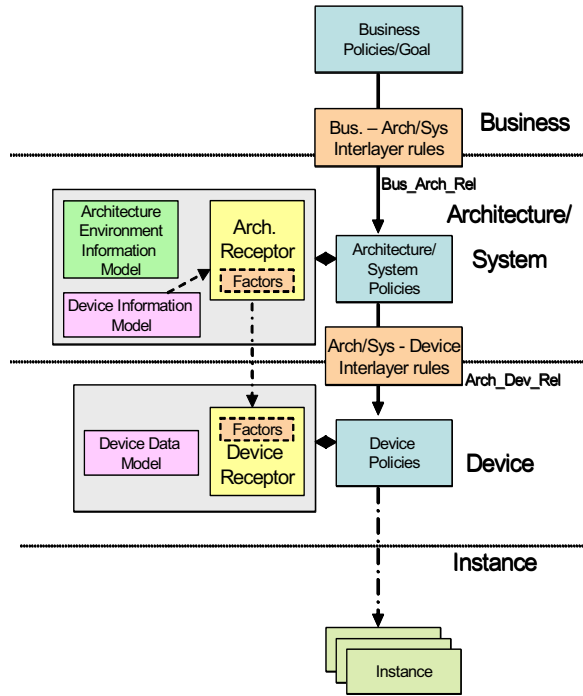 Business
Policies/Goal
Bus. – Arch/Sys
Interlayer rules
Business
Bus_Arch_Rel
Architecture/
System
Architecture
Environment
Information
Model
Arch.
Receptor
Factors
Device Information
Model
Architecture/
System
Policies
Arch/Sys - Device
Interlayer rules
Arch_Dev_Rel
Factors
Device
Receptor
Device Data
Model
Device
Policies
Device
Instance
Instance